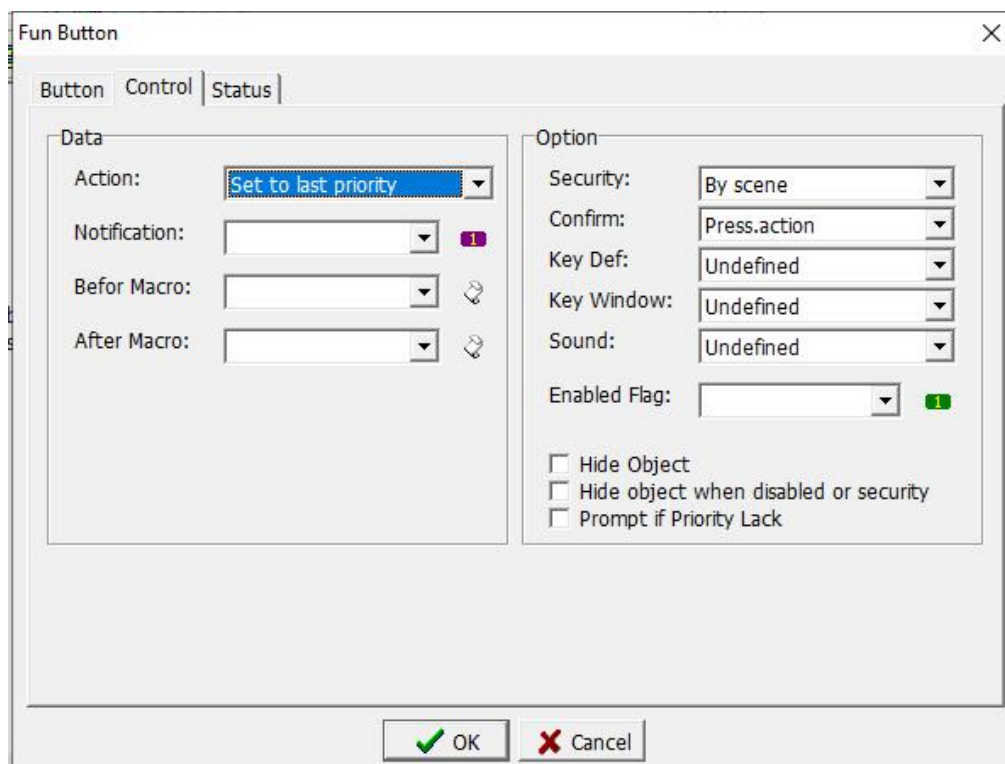 Fun Button
Button Control Status
Data
Action: Set to last priority
Notification: 1
Befor Macro:
After Macro:
Option
Security: By scene
Confirm: Press.action
Key Def: Undefined
Key Window: Undefined
Sound: Undefined
Enabled Flag: 1
Hide Object
Hide object when disabled or security
Prompt if Priority Lack
OK Cancel